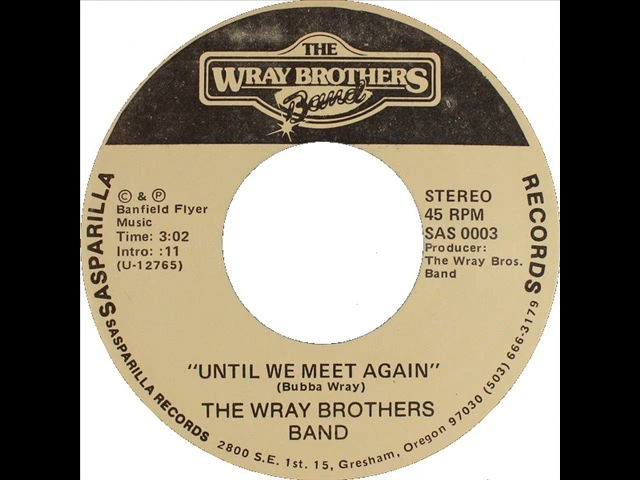 THE
WRAY BROTHERS
Band
SASPARILLA
RECORDS
© & ℗
Banfield Flyer
Music
Time: 3:02
Intro: :11
(U-12765)
STEREO
45 RPM
SAS 0003
Producer:
The Wray Bros.
Band
"UNTIL WE MEET AGAIN"
(Bubba Wray)
THE WRAY BROTHERS
BAND
SASPARILLA RECORDS 2800 S.E. 1st. 15, Gresham, Oregon 97030 (503) 666-3179